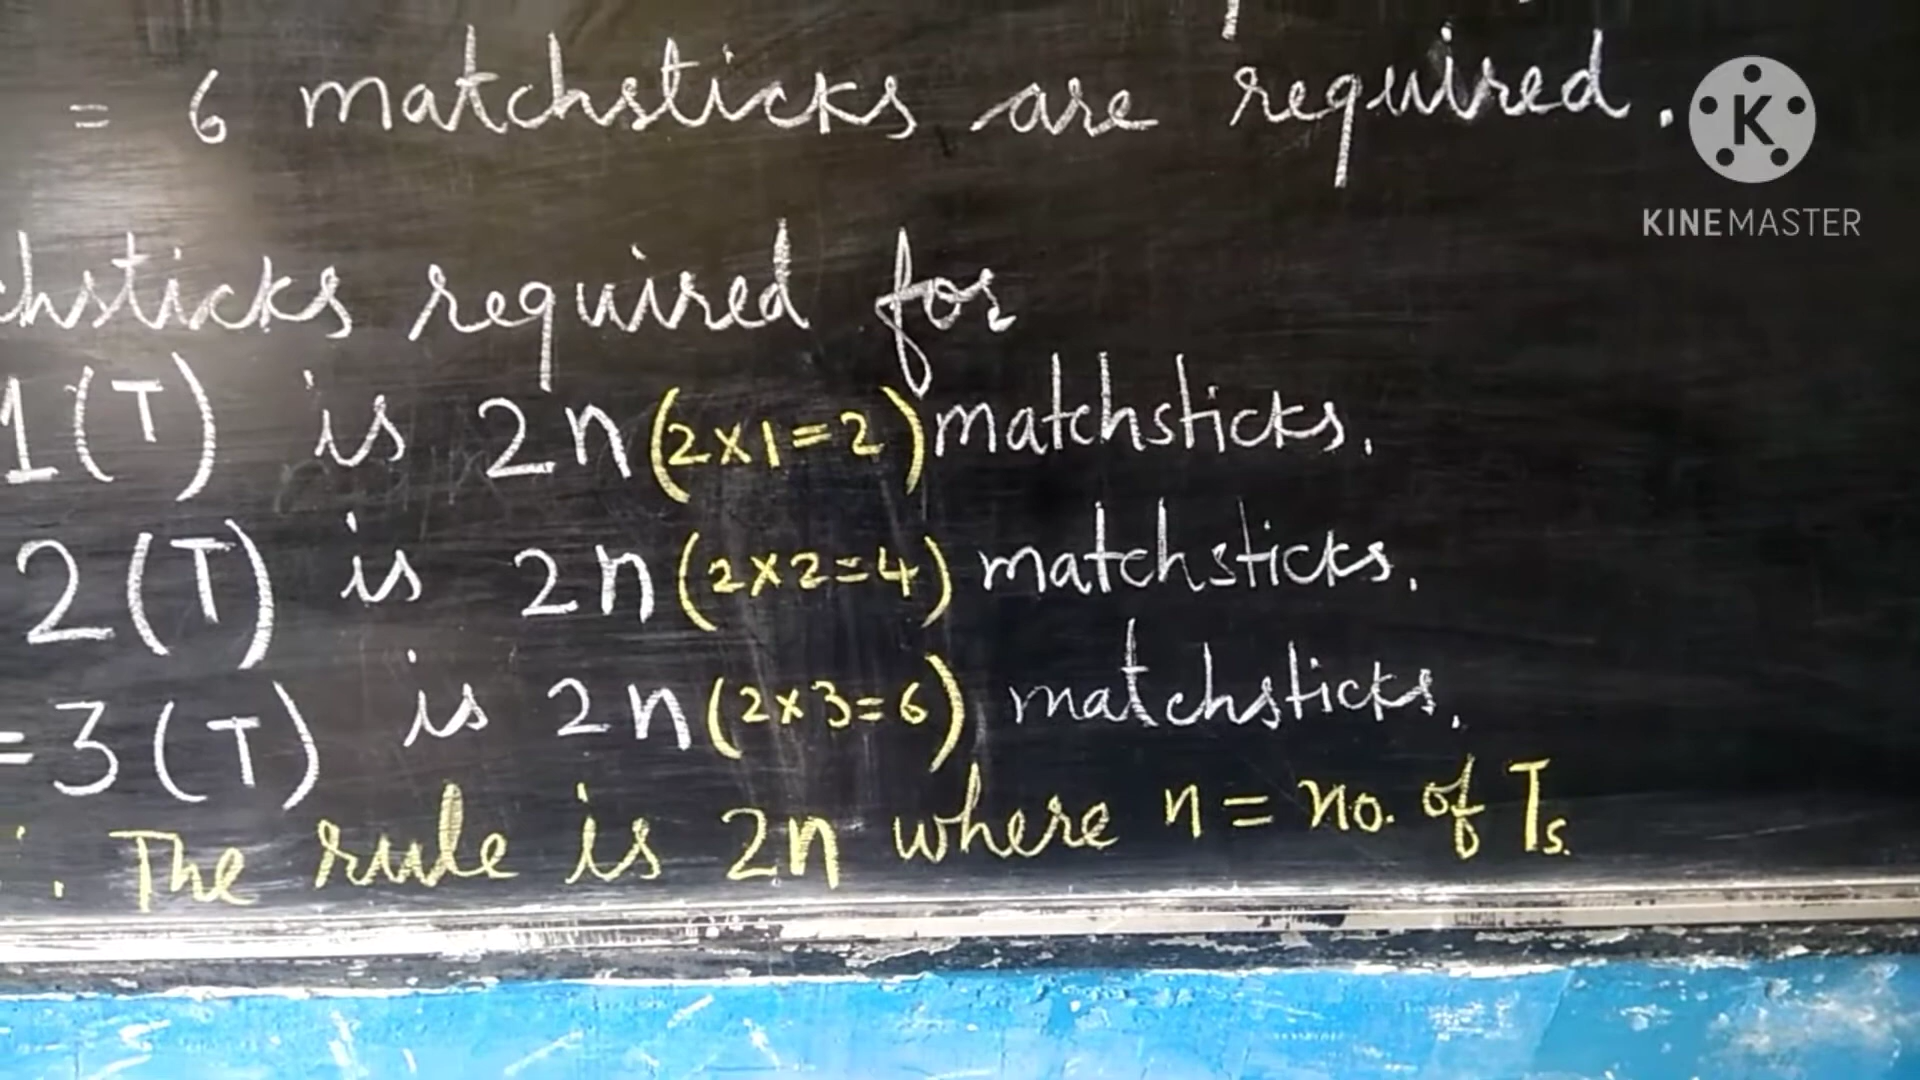 = 6 matchsticks are required.
K
KINEMASTER
chsticks required for
1(T) is 2n (2×1=2) matchsticks.
2(T) is 2n (2×2=4) matchsticks.
=3(T) is 2n (2×3=6) matchsticks.
∴ The rule is 2n where n = no. of Ts.